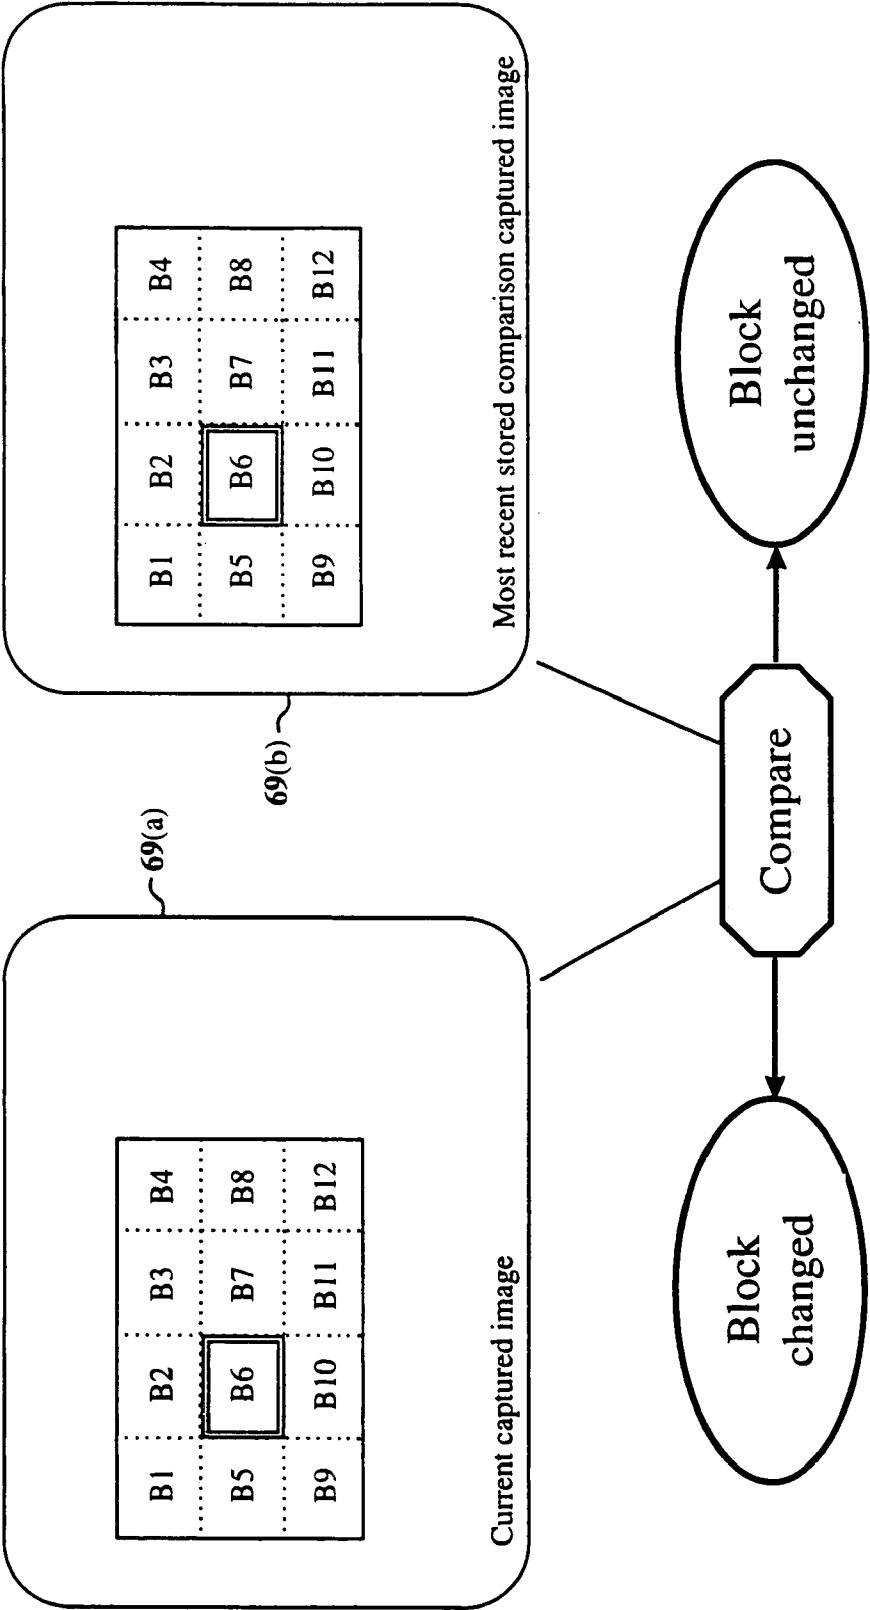 69(a)
69(b)
B1 B2 B3 B4
B5 B6 B7 B8
B9 B10 B11 B12
Current captured image
B1 B2 B3 B4
B5 B6 B7 B8
B9 B10 B11 B12
Most recent stored comparison captured image
Block
changed
Compare
Block
unchanged